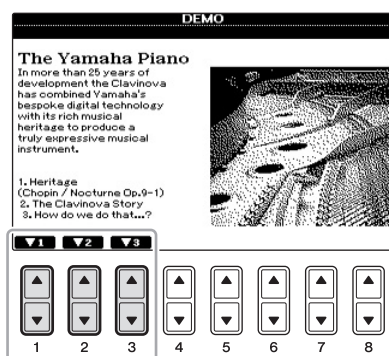 DEMO
The Yamaha Piano
In more than 25 years of
development the Clavinova
has combined Yamaha's
bespoke digital technology
with its rich musical
heritage to produce a
truly expressive musical
instrument.
1. Heritage
(Chopin / Nocturne Op.9-1)
2. The Clavinova Story
3. How do we do that...?
▼1 ▼2 ▼3
1 2 3 4 5 6 7 8